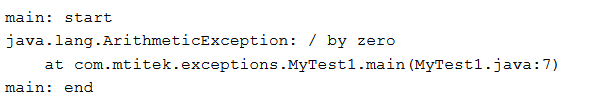 main: start
java.lang.ArithmeticException: / by zero
    at com.mtitek.exceptions.MyTest1.main(MyTest1.java:7)
main: end